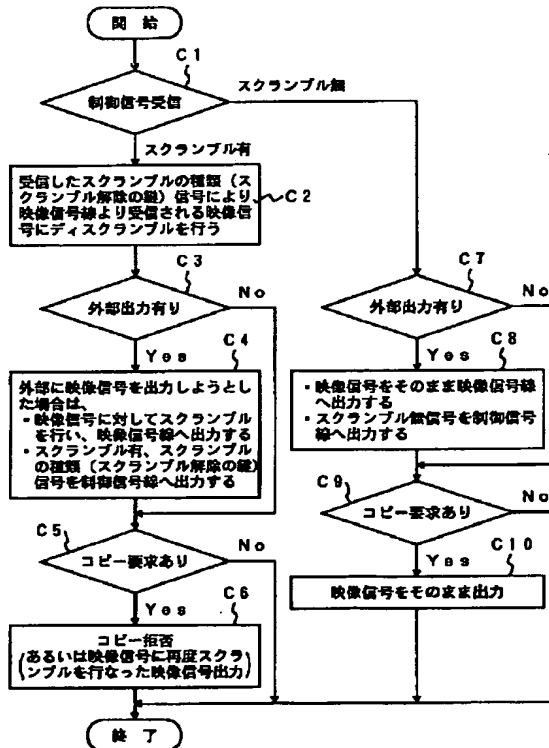 開始
C1
制御信号受信
スクランブル無
スクランブル有
受信したスクランブルの種類（ス
クランブル解除の鍵）信号により、
映像信号線より受信される映像信
号にディスクランブルを行う
C2
C3
外部出力有り
No
Yes
C4
外部に映像信号を出力しようとし
た場合は、
・映像信号に対してスクランブル
を行い、映像信号線へ出力する
・スクランブル有、スクランブル
の種類（スクランブル解除の鍵）
信号を制御信号線へ出力する
C5
コピー要求あり
No
Yes
C6
コピー拒否
（あるいは映像信号に再度スクラ
ンブルを行なった映像信号出力）
終了
C7
外部出力有り
No
Yes
C8
・映像信号をそのまま映像信号線
へ出力する
・スクランブル無信号を制御信号
線へ出力する
C9
コピー要求あり
No
Yes
C10
映像信号をそのまま出力